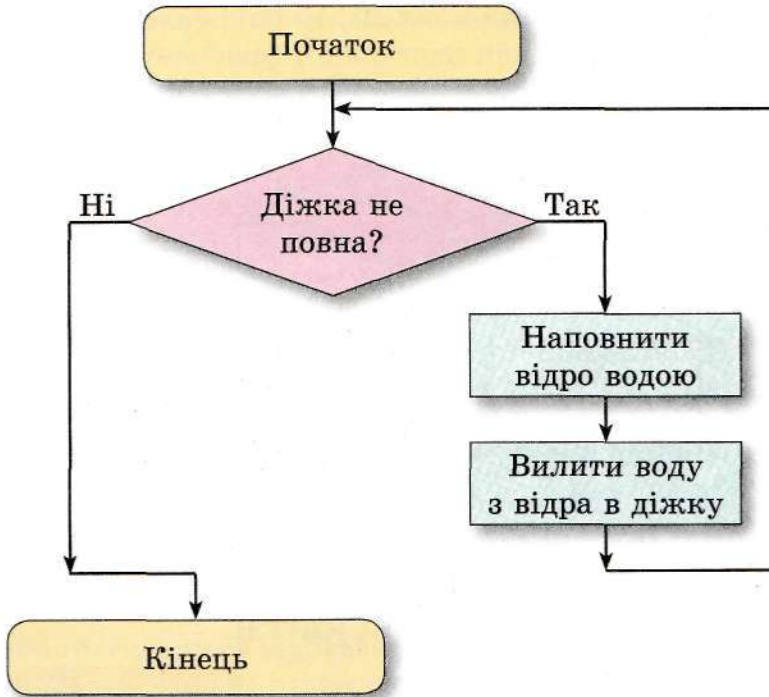 Початок
Діжка не
повна?
Ні
Так
Наповнити
відро водою
Вилити воду
з відра в діжку
Кінець